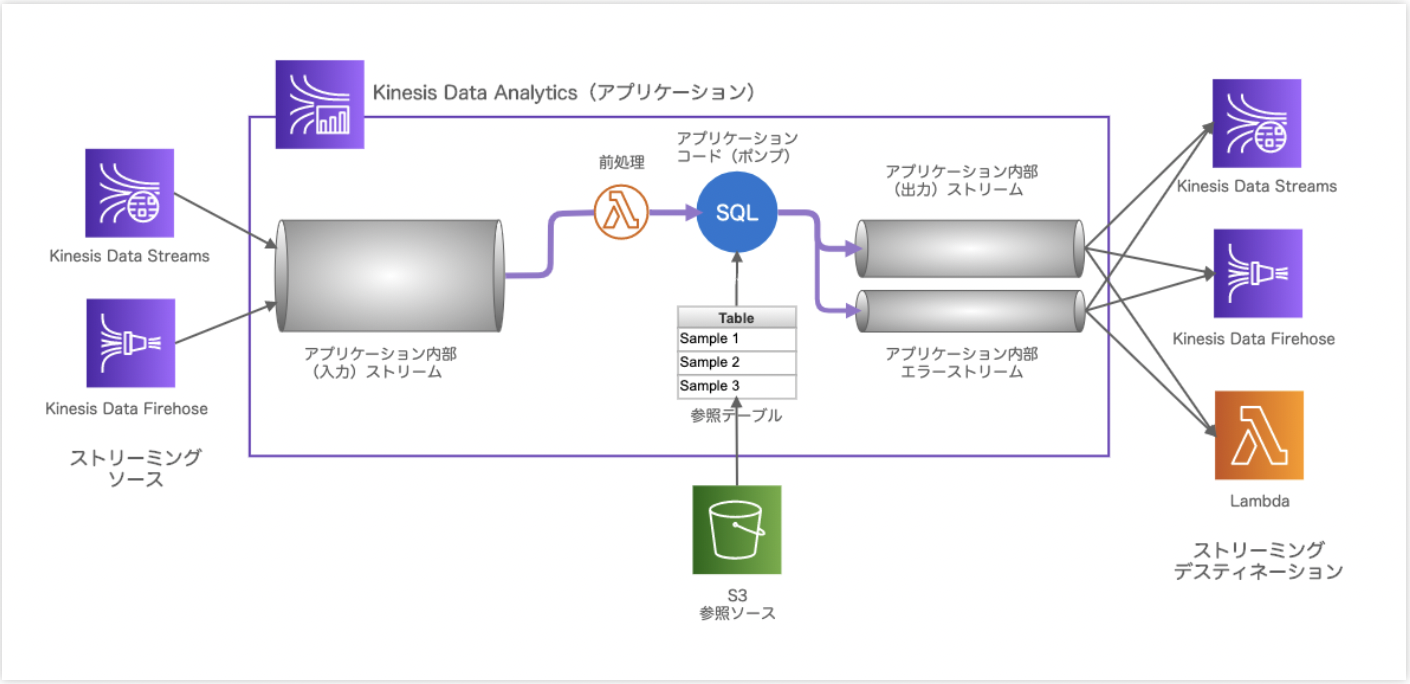 Kinesis Data Analytics（アプリケーション）
Kinesis Data Streams
Kinesis Data Firehose
ストリーミング
ソース
アプリケーション内部
（入力）ストリーム
前処理
アプリケーション
コード（ポンプ）
SQL
Table
Sample 1
Sample 2
Sample 3
参照テーブル
S3
参照ソース
アプリケーション内部
（出力）ストリーム
アプリケーション内部
エラーストリーム
Kinesis Data Streams
Kinesis Data Firehose
Lambda
ストリーミング
デスティネーション